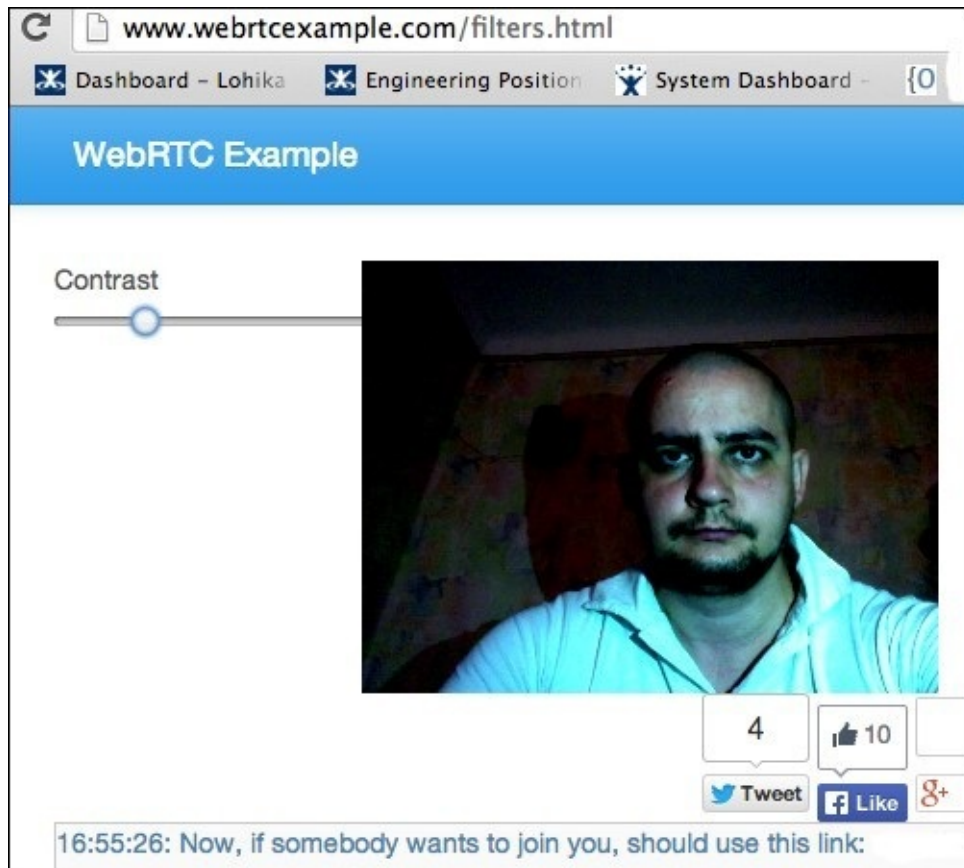 www.webrtcexample.com/filters.html
Dashboard – Lohika
Engineering Position
System Dashboard –
{O
WebRTC Example
Contrast
4
10
Tweet
Like
g+
16:55:26: Now, if somebody wants to join you, should use this link: